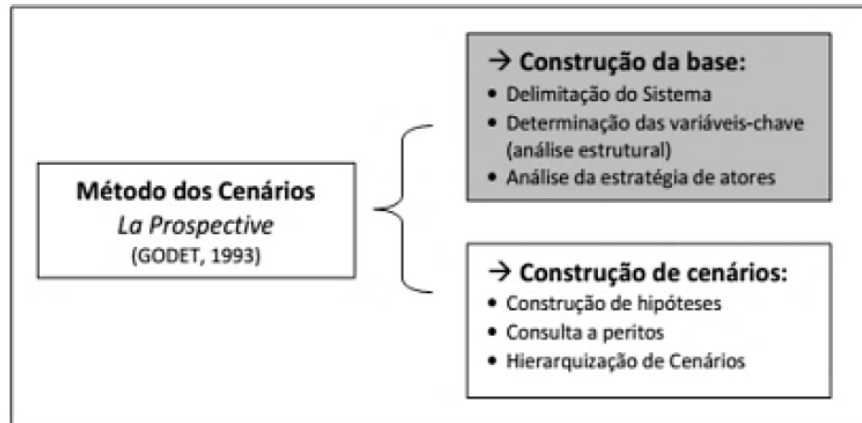 Método dos Cenários
La Prospective
(GODET, 1993)
→ Construção da base:
• Delimitação do Sistema
• Determinação das variáveis-chave
(análise estrutural)
• Análise da estratégia de atores
→ Construção de cenários:
• Construção de hipóteses
• Consulta a peritos
• Hierarquização de Cenários